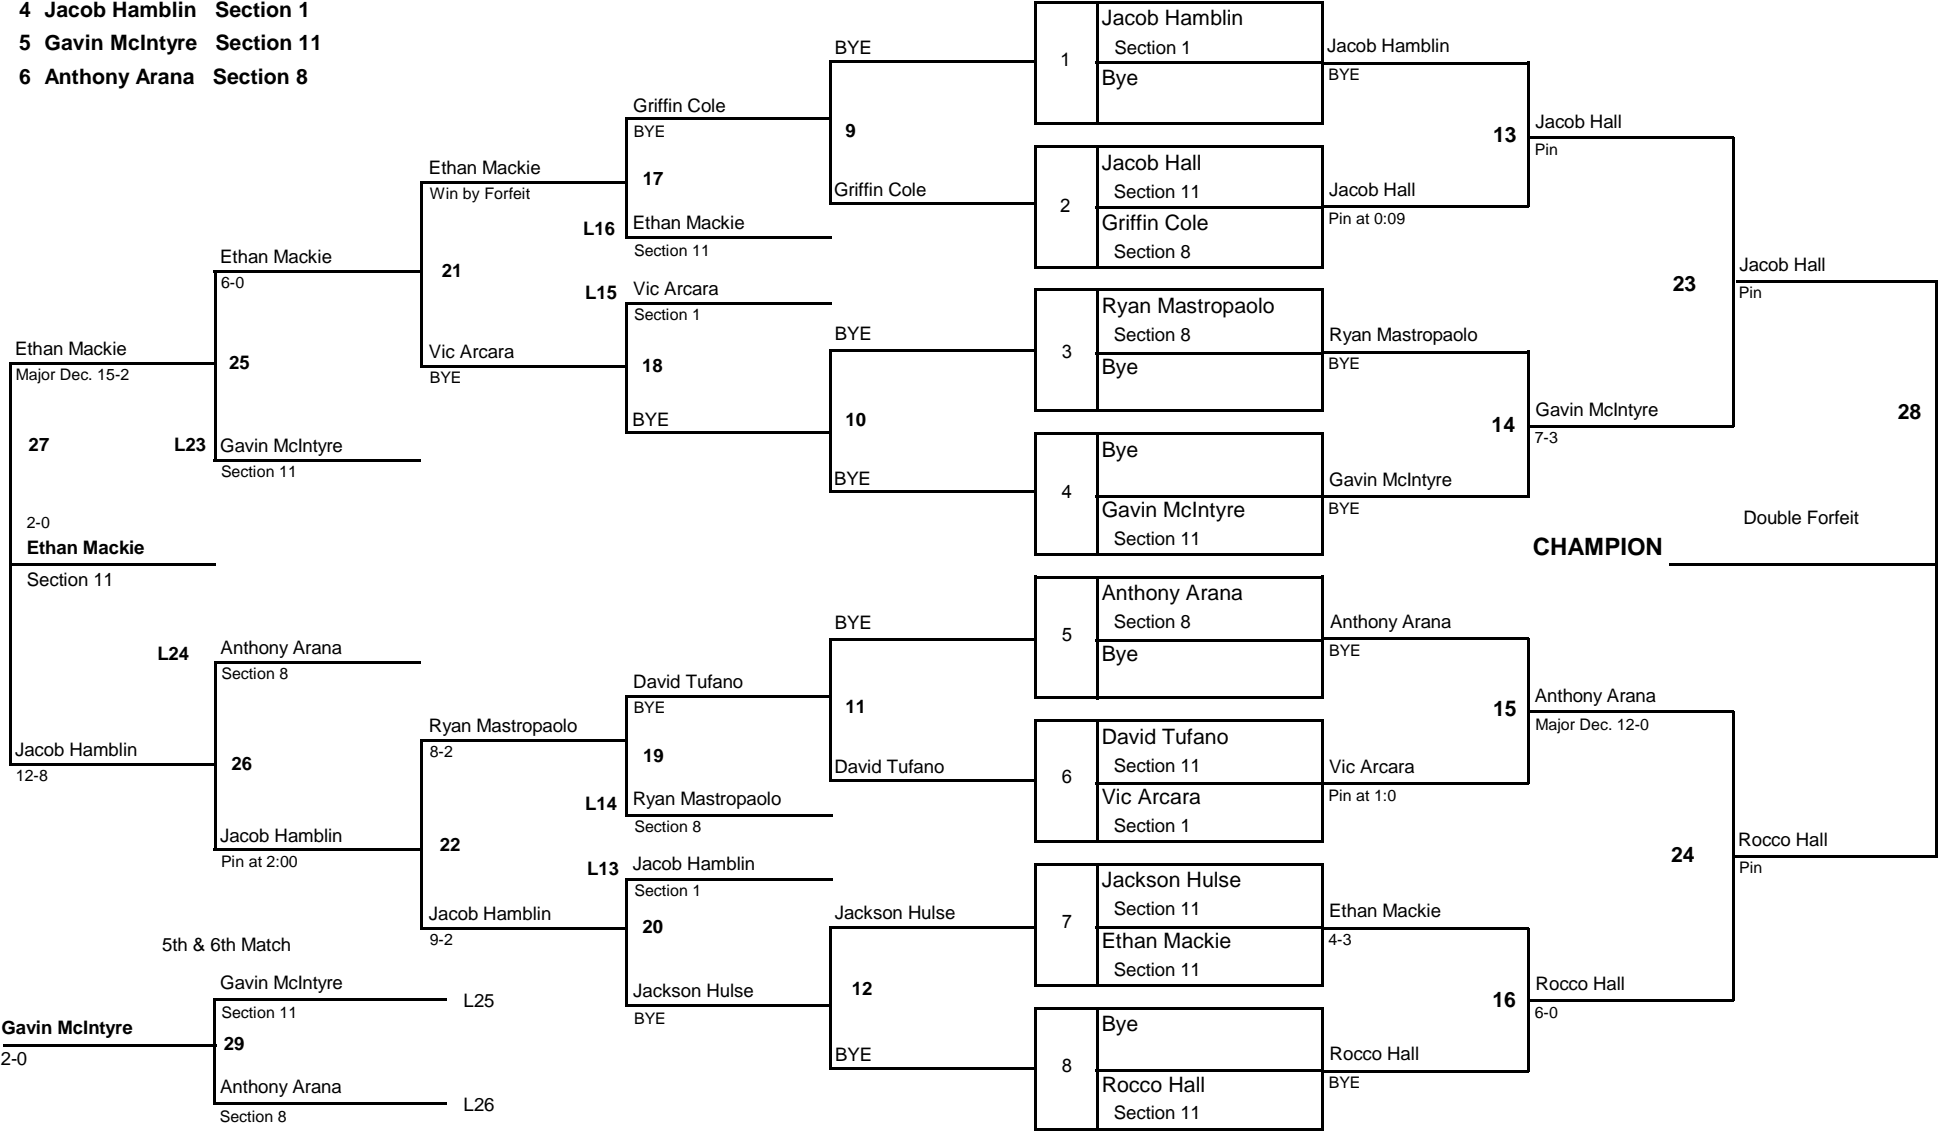 4 Jacob Hamblin Section 1
5 Gavin McIntyre Section 11
6 Anthony Arana Section 8
Jacob Hamblin
Section 1
1
Bye
Jacob Hall
Section 11
2
Griffin Cole
Section 8
Ryan Mastropaolo
Section 8
3
Bye
Bye
4
Gavin McIntyre
Section 11
Anthony Arana
Section 8
5
Bye
David Tufano
Section 11
6
Vic Arcara
Section 1
Jackson Hulse
Section 11
7
Ethan Mackie
Section 11
Bye
8
Rocco Hall
Section 11
Jacob Hamblin
BYE
13
Jacob Hall
Pin at 0:09
Ryan Mastropaolo
BYE
14
Gavin McIntyre
BYE
Anthony Arana
BYE
15
Vic Arcara
Pin at 1:0
Ethan Mackie
4-3
16
Rocco Hall
BYE
Jacob Hall
Pin
23
Gavin McIntyre
7-3
Anthony Arana
Major Dec. 12-0
24
Rocco Hall
6-0
Jacob Hall
Pin
28
Double Forfeit
CHAMPION
Rocco Hall
Pin
BYE
9
Griffin Cole
BYE
10
BYE
BYE
11
David Tufano
Jackson Hulse
12
BYE
Griffin Cole
BYE
17
L16 Ethan Mackie
Section 11
L15 Vic Arcara
Section 1
18
BYE
David Tufano
BYE
19
L14 Ryan Mastropaolo
Section 8
L13 Jacob Hamblin
Section 1
20
Jackson Hulse
BYE
Ethan Mackie
Win by Forfeit
21
Vic Arcara
BYE
Ryan Mastropaolo
8-2
22
Jacob Hamblin
9-2
Ethan Mackie
6-0
25
L23 Gavin McIntyre
Section 11
L24 Anthony Arana
Section 8
26
Jacob Hamblin
Pin at 2:00
Ethan Mackie
Major Dec. 15-2
27
2-0
Ethan Mackie
Section 11
Jacob Hamblin
12-8
5th & 6th Match
Gavin McIntyre L25
Section 11
Gavin McIntyre
29
2-0
Anthony Arana L26
Section 8